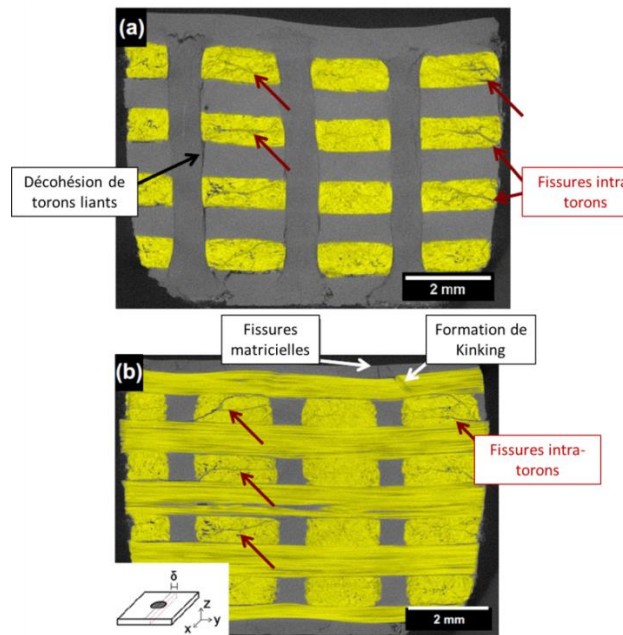 (a)
Décohésion de
torons liants
Fissures intra
torons
2 mm
Fissures
matricielles
Formation de
Kinking
(b)
Fissures intra-
torons
δ
z
y
x
2 mm